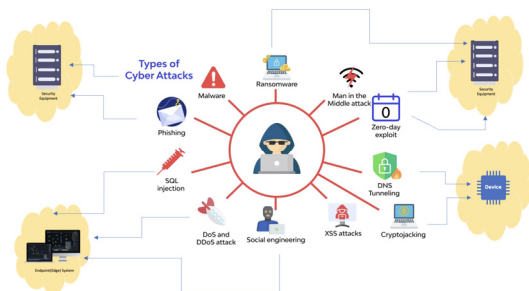 Types of
Cyber Attacks
Ransomware
Malware
Man in the
Middle attack
Security
Equipment
Security
Equipment
Phishing
0
Zero-day
exploit
SQL
injection
DNS
Tunneling
Device
DoS and
DDoS attack
Social engineering
XSS attacks
Cryptojacking
Endpoint(Edge) System